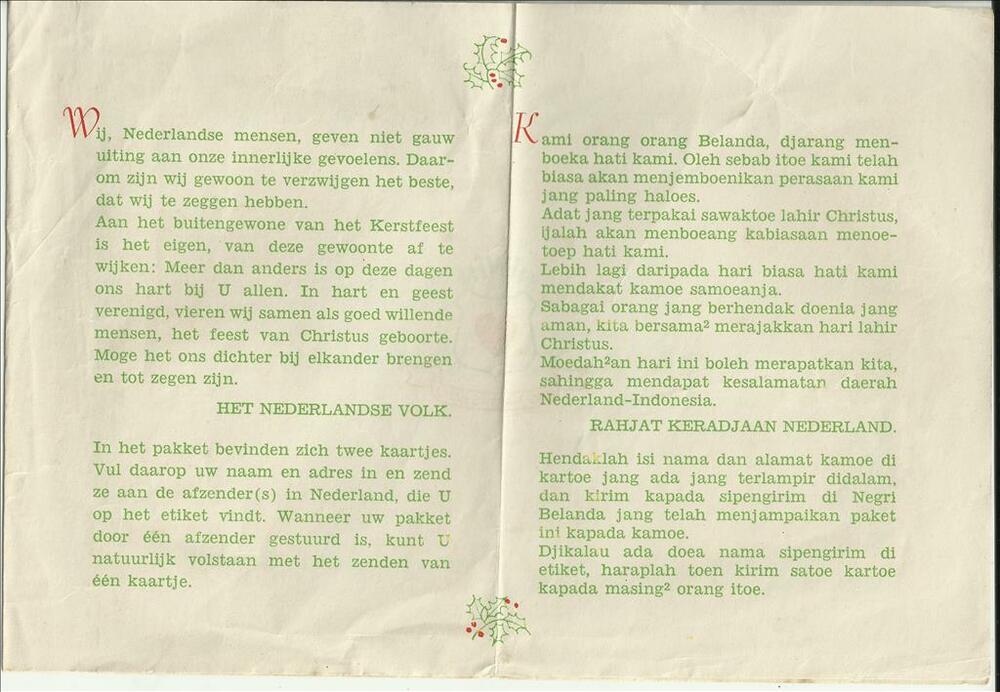 Wij, Nederlandse mensen, geven niet gauw
uiting aan onze innerlijke gevoelens. Daar-
om zijn wij gewoon te verzwijgen het beste,
dat wij te zeggen hebben.
Aan het buitengewone van het Kerstfeest
is het eigen, van deze gewoonte af te
wijken: Meer dan anders is op deze dagen
ons hart bij U allen. In hart en geest
verenigd, vieren wij samen als goed willende
mensen, het feest van Christus geboorte.
Moge het ons dichter bij elkander brengen
en tot zegen zijn.
HET NEDERLANDSE VOLK.
In het pakket bevinden zich twee kaartjes.
Vul daarop uw naam en adres in en zend
ze aan de afzender(s) in Nederland, die U
op het etiket vindt. Wanneer uw pakket
door één afzender gestuurd is, kunt U
natuurlijk volstaan met het zenden van
één kaartje.
Kami orang orang Belanda, djarang men-
boeka hati kami. Oleh sebab itoe kami telah
biasa akan menjemboenikan perasaan kami
jang paling haloes.
Adat jang terpakai sawaktoe lahir Christus,
ijalah akan menboeang kabiasaan menoe-
toep hati kami.
Lebih lagi daripada hari biasa hati kami
mendakat kamoe samoeanja.
Sabagai orang jang berhendak doenia jang
aman, kita bersama² merajakkan hari lahir
Christus.
Moedah²an hari ini boleh merapatkan kita,
sahingga mendapat kesalamatan daerah
Nederland-Indonesia.
RAHJAT KERADJAAN NEDERLAND.
Hendaklah isi nama dan alamat kamoe di
kartoe jang ada jang terlampir didalam,
dan kirim kapada sipengirim di Negri
Belanda jang telah menjampaikan paket
ini kapada kamoe.
Djikalau ada doea nama sipengirim di
etiket, haraplah toen kirim satoe kartoe
kapada masing² orang itoe.